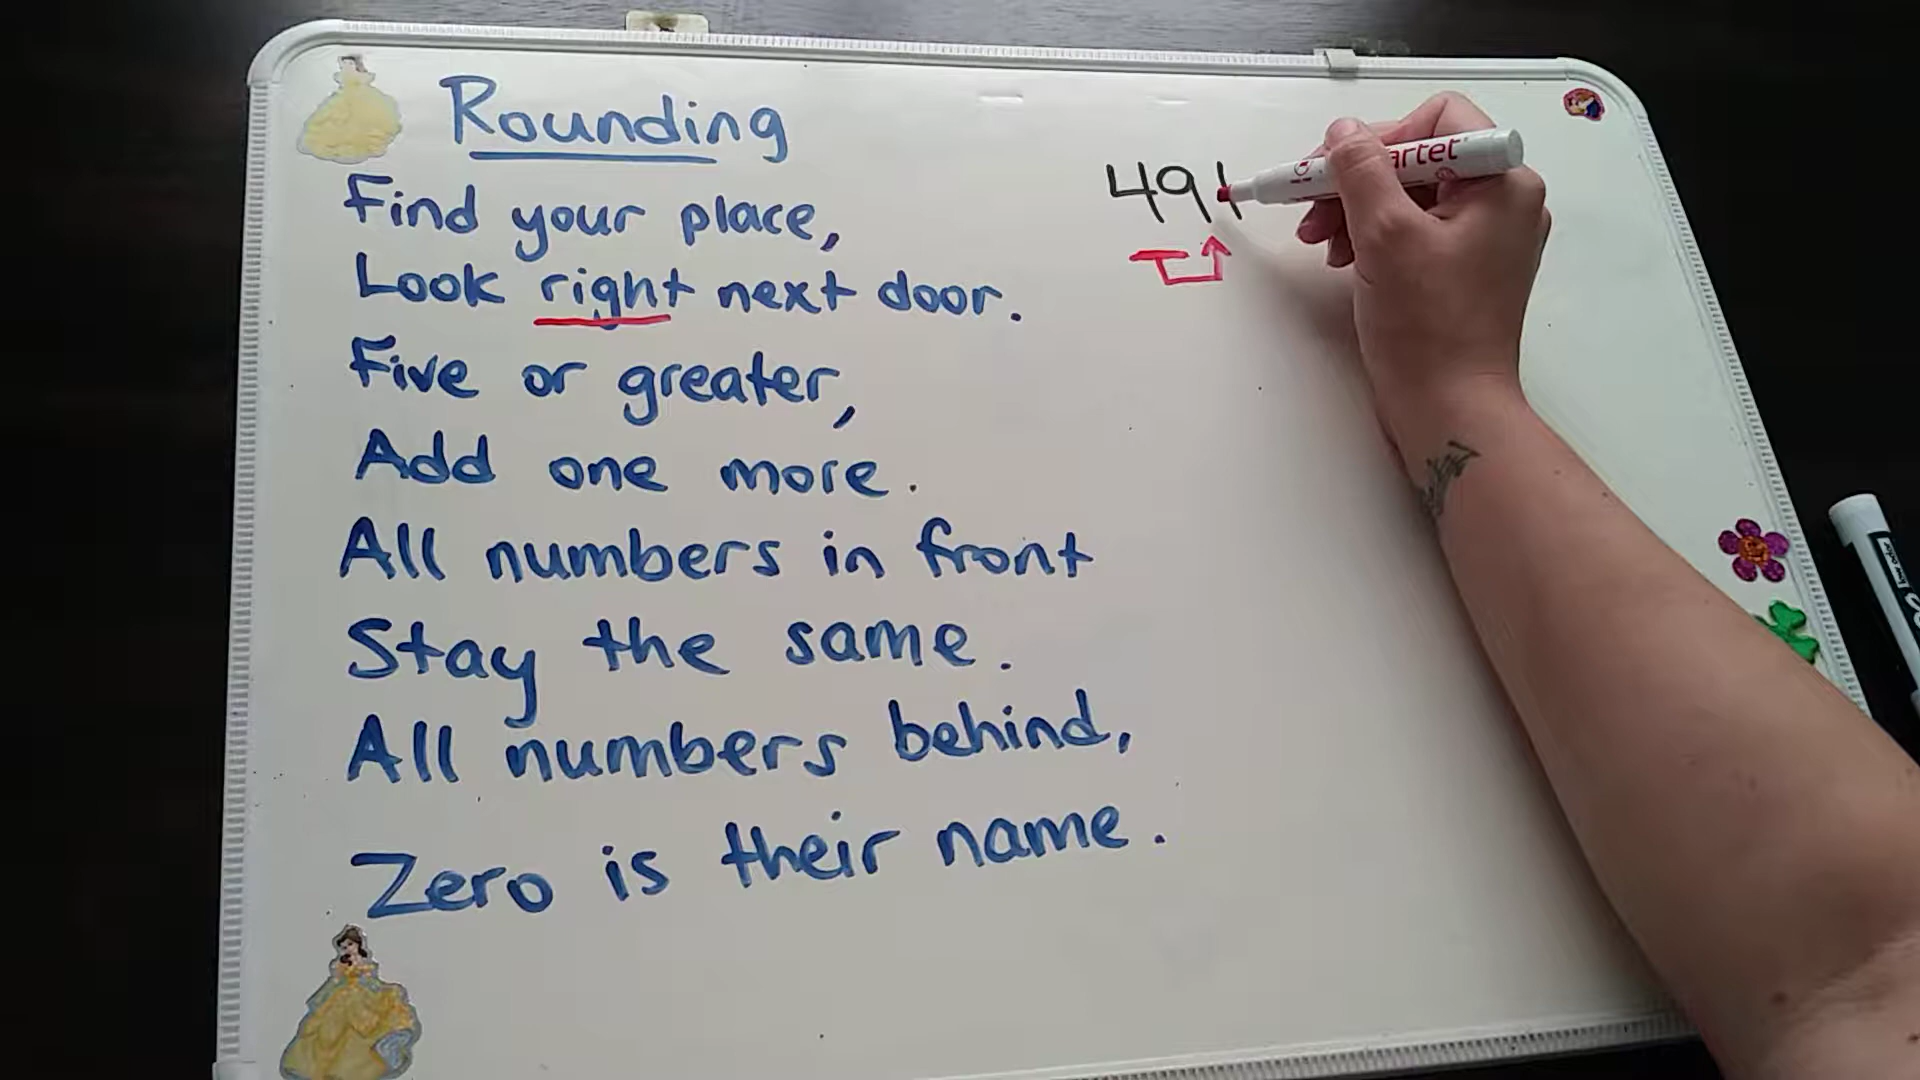 Rounding
Find your place,
Look right next door.
Five or greater,
Add one more.
All numbers in front
Stay the same.
All numbers behind,
Zero is their name.
491